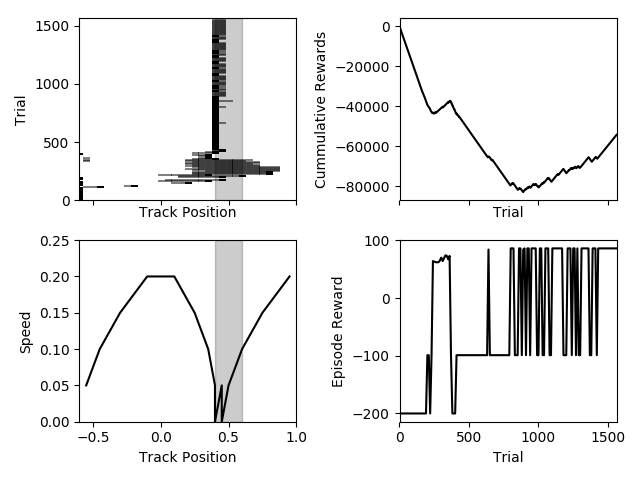 1500
1000
500
0
Trial
Track Position
0
−20000
−40000
−60000
−80000
Cummulative Rewards
Trial
0.25
0.20
0.15
0.10
0.05
0.00
Speed
−0.5 0.0 0.5 1.0
Track Position
100
0
−100
−200
Episode Reward
0 500 1000 1500
Trial